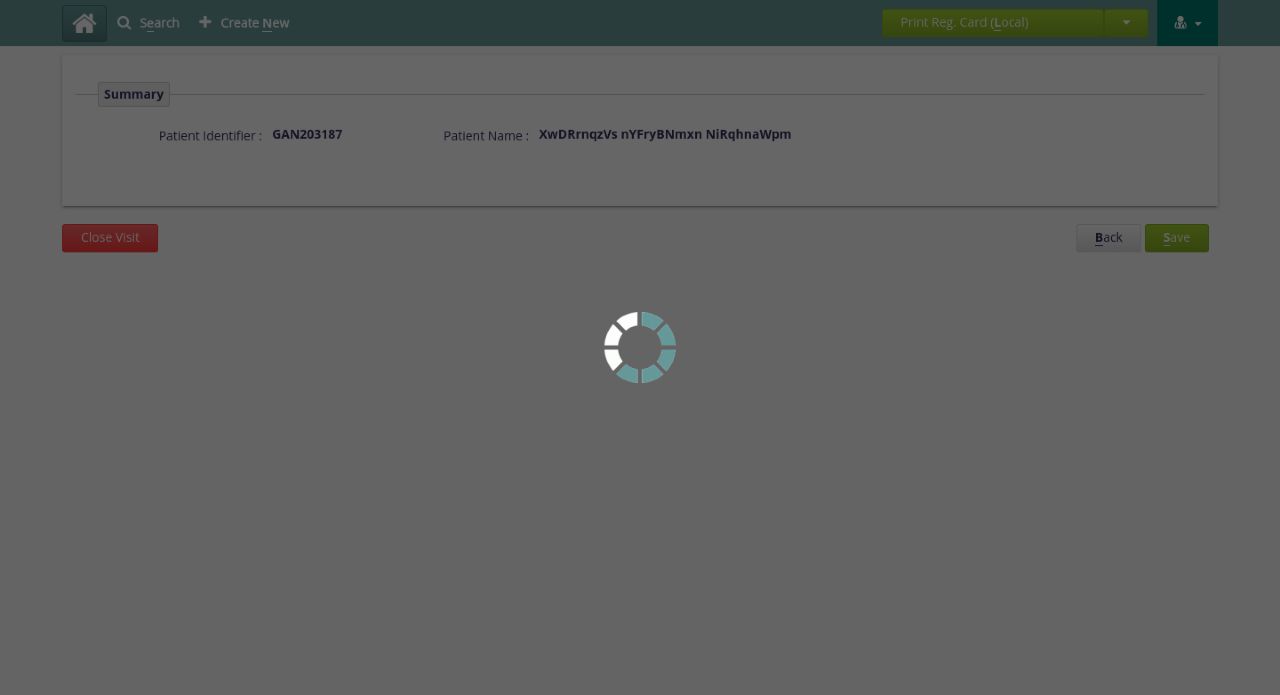 Search Create New Print Reg. Card (Local)
Summary
Patient Identifier : GAN203187 Patient Name : XwDRrnqzVs nYFryBNmxn NiRqhnaWpm
Close Visit Back Save